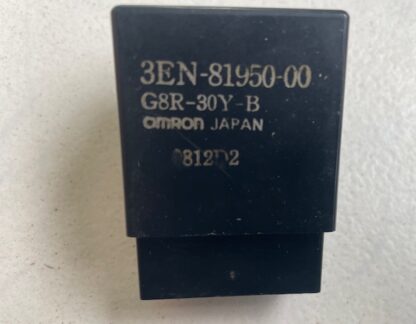 3EN-81950-00
G8R-30Y-B
omron JAPAN
812D2